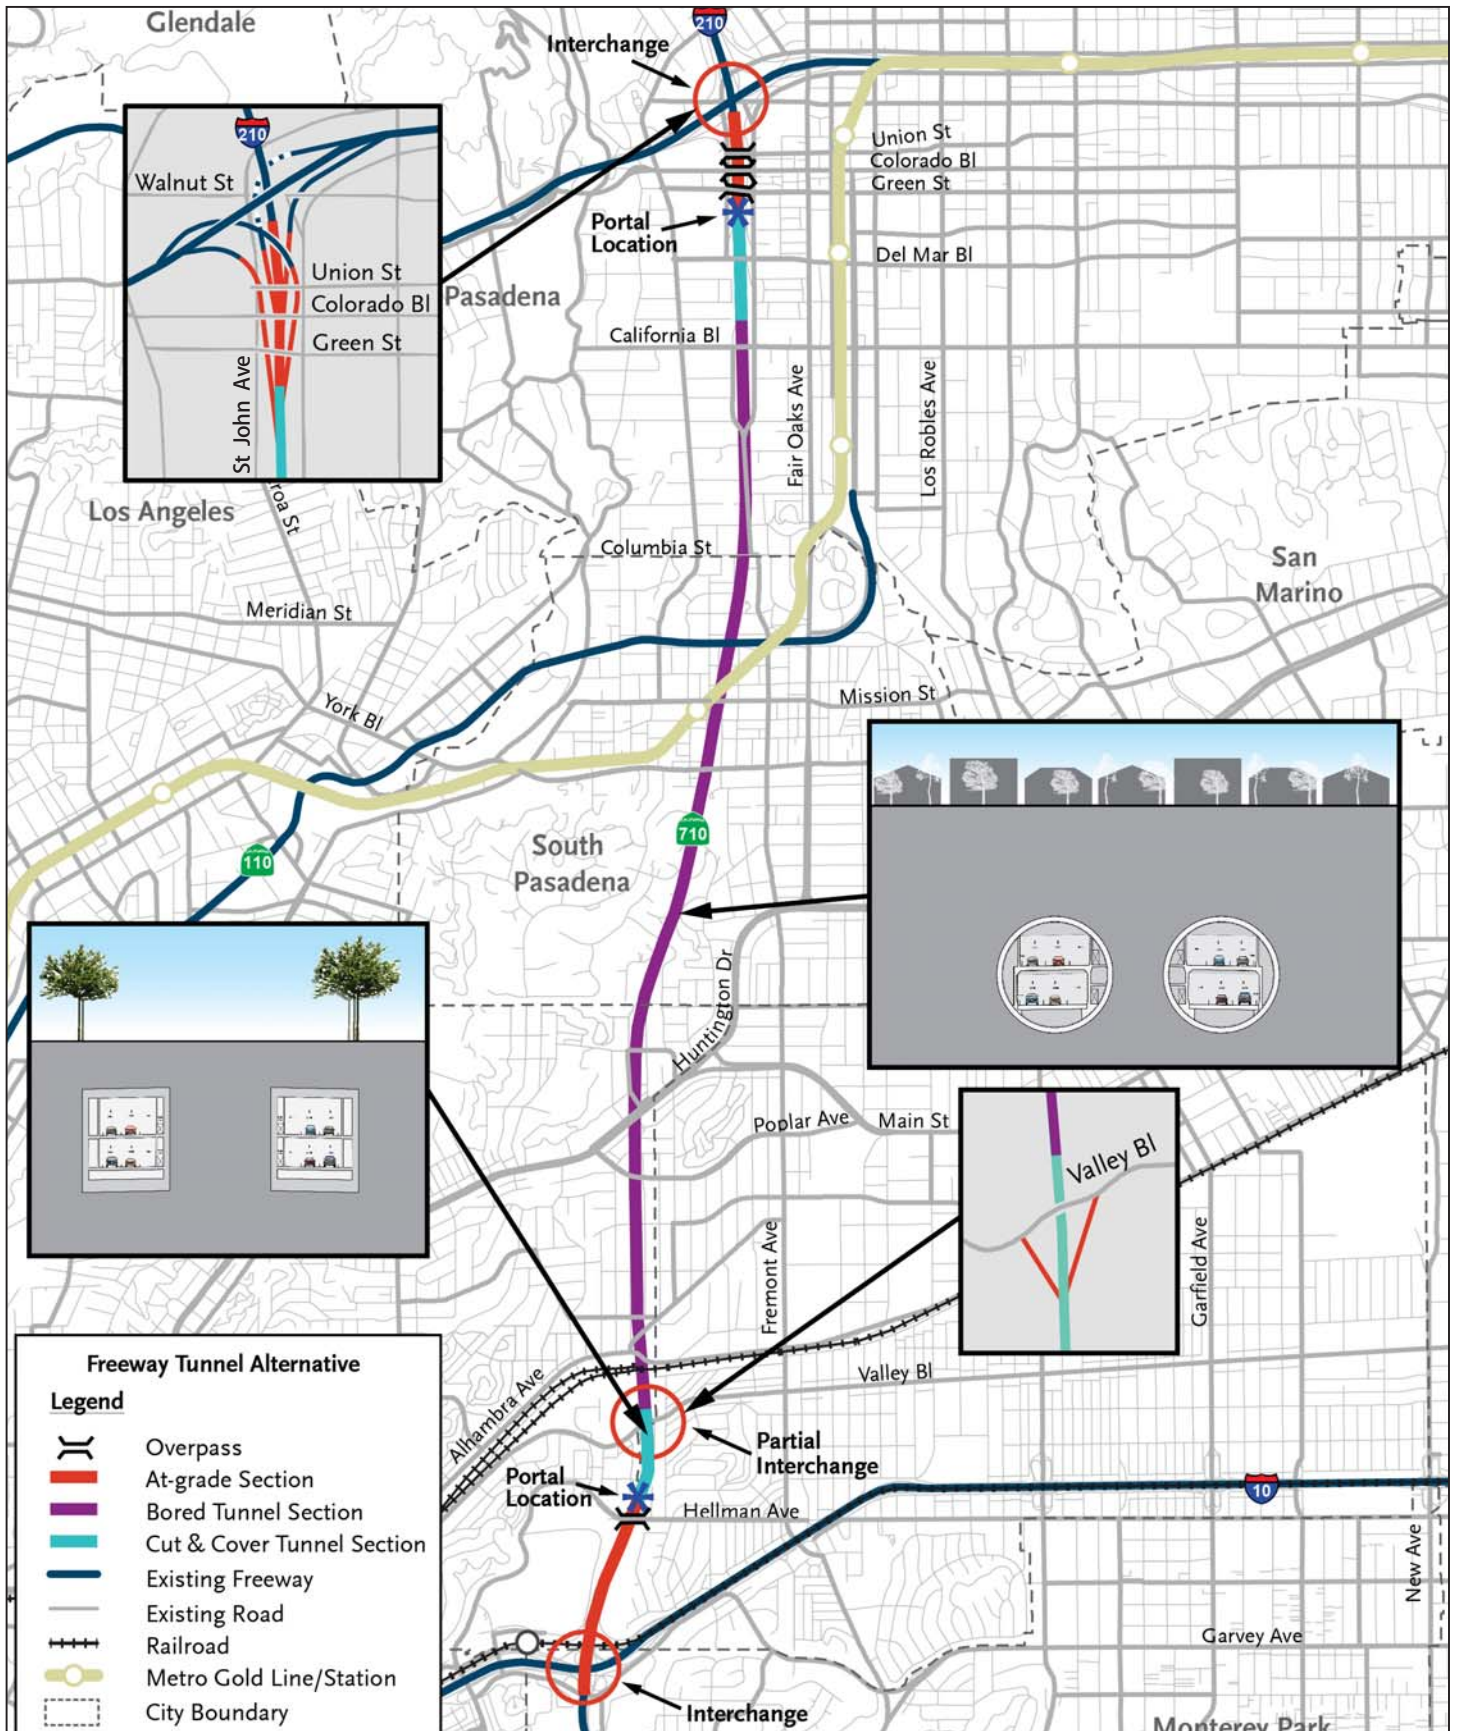 Glendale
210
Interchange
210
Walnut St
Union St
Colorado Bl
Green St
St John Ave
Union St
Colorado Bl
Green St
Portal
Location
Del Mar Bl
Pasadena
California Bl
Fair Oaks Ave
Los Robles Ave
Los Angeles
roa St
Columbia St
San
Marino
Meridian St
York Bl
Mission St
710
South
Pasadena
110
Huntington Dr
Poplar Ave
Main St
Valley Bl
Fremont Ave
Garfield Ave
Valley Bl
Alhambra Ave
Partial
Interchange
Portal
Location
Hellman Ave
10
New Ave
Garvey Ave
Interchange
Monterey Park
Freeway Tunnel Alternative
Legend
Overpass
At-grade Section
Bored Tunnel Section
Cut & Cover Tunnel Section
Existing Freeway
Existing Road
Railroad
Metro Gold Line/Station
City Boundary